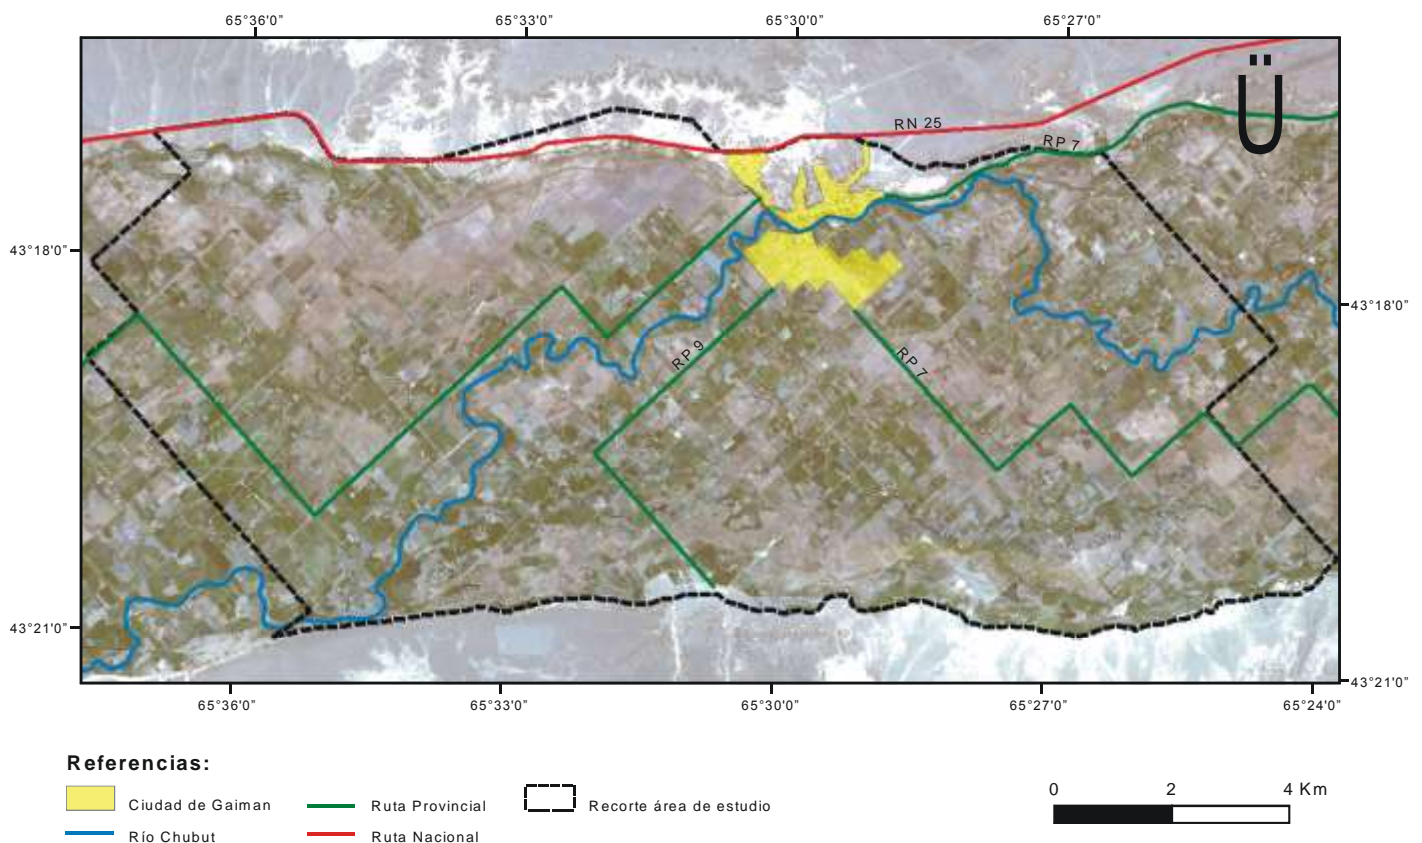 65°36'0" 65°33'0" 65°30'0" 65°27'0"
Ü
RN 25
RP 7
43°18'0"
43°18'0"
RP 9
RP 7
43°21'0"
43°21'0"
65°36'0" 65°33'0" 65°30'0" 65°27'0" 65°24'0"
Referencias:
Ciudad de Gaiman
Ruta Provincial
Recorte área de estudio
Río Chubut
Ruta Nacional
0 2 4 Km